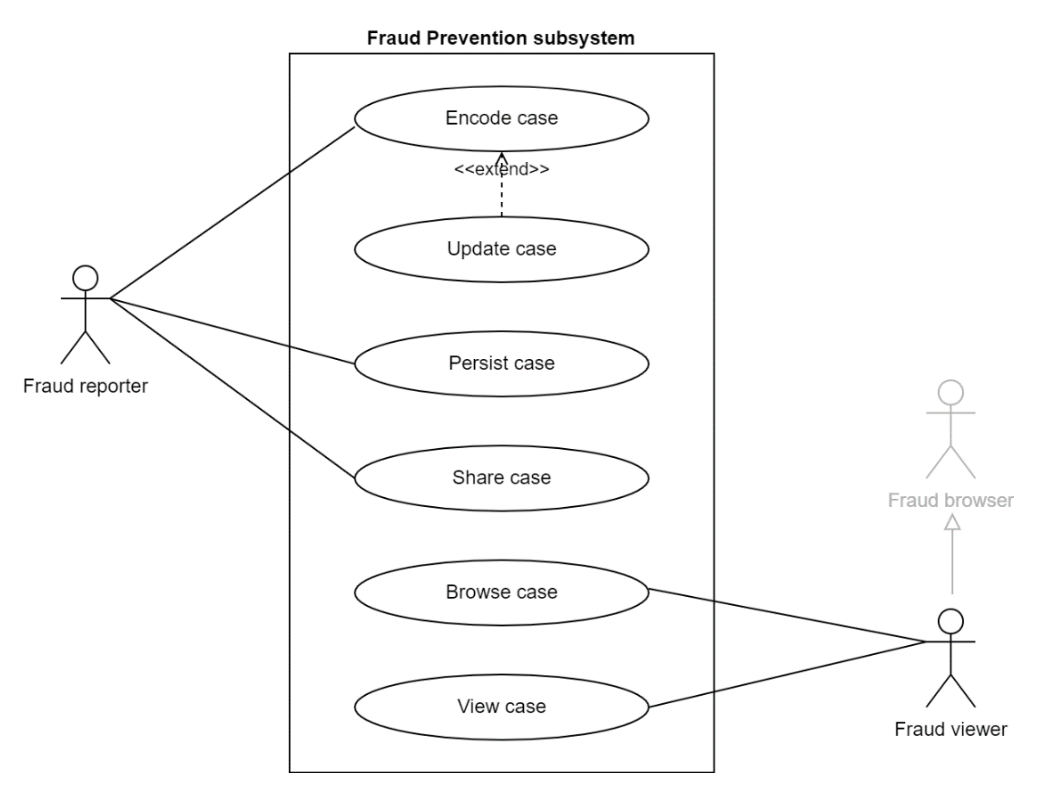 Fraud Prevention subsystem
Encode case
<<extend>>
Update case
Fraud reporter
Persist case
Share case
Fraud browser
Browse case
View case
Fraud viewer